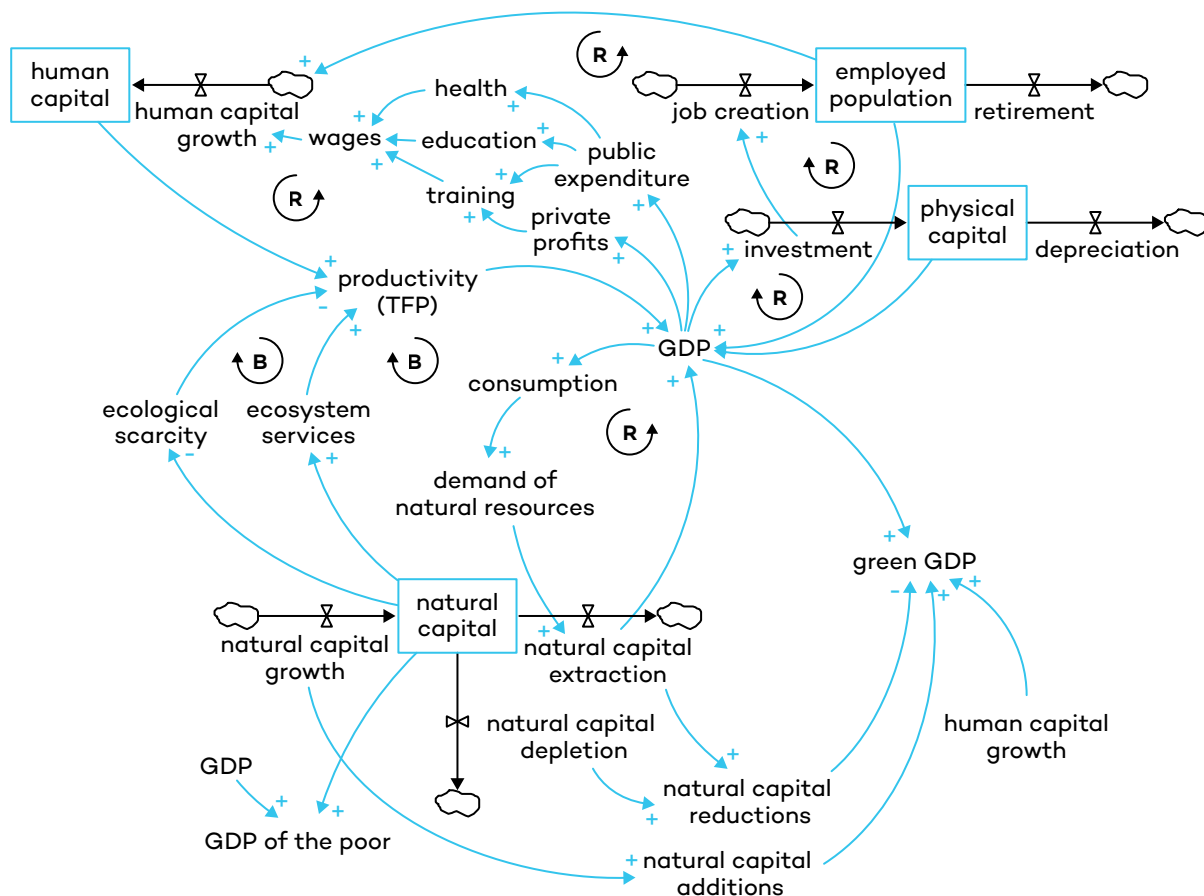 human
capital
human capital
growth
wages
health
education
training
public
expenditure
private
profits
R
job creation
employed
population
retirement
R
R
investment
physical
capital
depreciation
R
productivity
(TFP)
GDP
B
B
consumption
R
ecological
scarcity
ecosystem
services
demand of
natural resources
green GDP
natural
capital
natural capital
growth
natural capital
extraction
natural capital
depletion
human capital
growth
GDP
GDP of the poor
natural capital
reductions
natural capital
additions